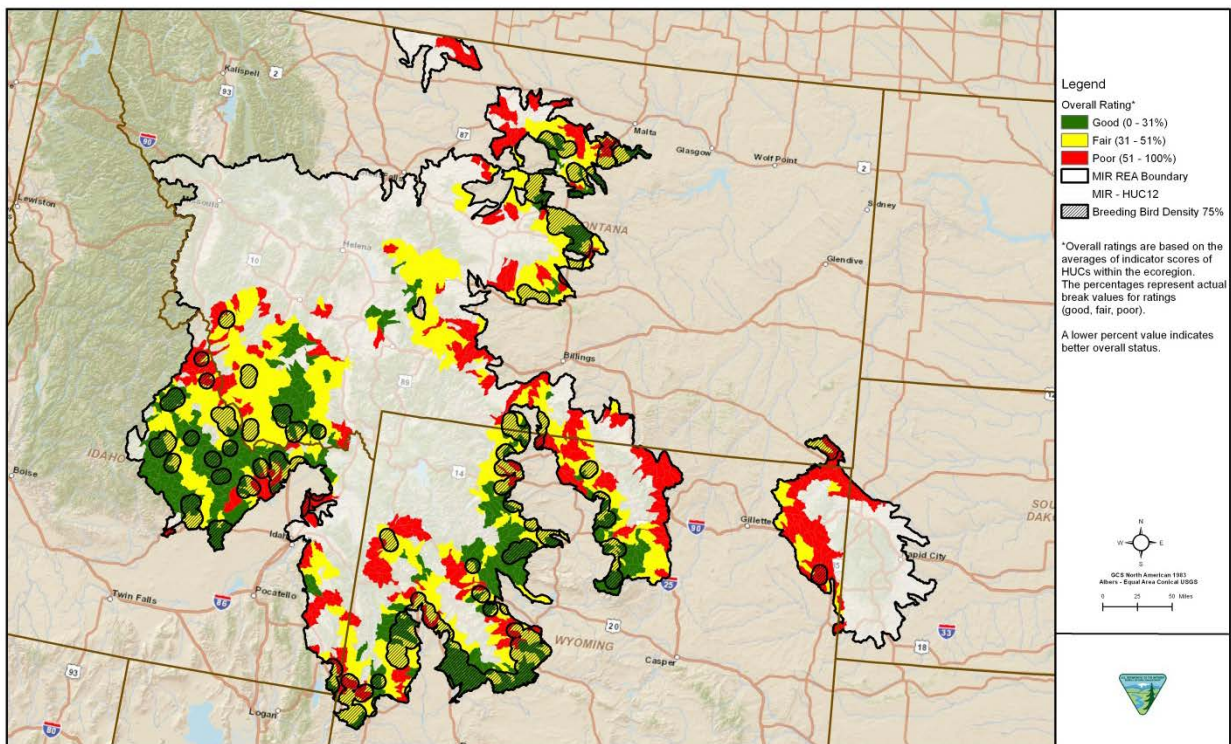 Kalispell
2
93
90
87
Malta
Glasgow
Wolf Point
2
Lewiston
Sidney
Helena
10
Glendive
Billings
89
IDAHO
Boise
14
Gillette
90
Rapid City
Pocatello
Twin Falls
86
20
WYOMING
Casper
18
93
Logan
80
Legend
Overall Rating*
Good (0 - 31%)
Fair (31 - 51%)
Poor (51 - 100%)
MIR REA Boundary
MIR - HUC12
Breeding Bird Density 75%
*Overall ratings are based on the
averages of indicator scores of
HUCs within the ecoregion.
The percentages represent actual
break values for ratings
(good, fair, poor).
A lower percent value indicates
better overall status.
N
W E
S
GCS North American 1983
Albers - Equal Area Conical USGS
0 25 50 Miles